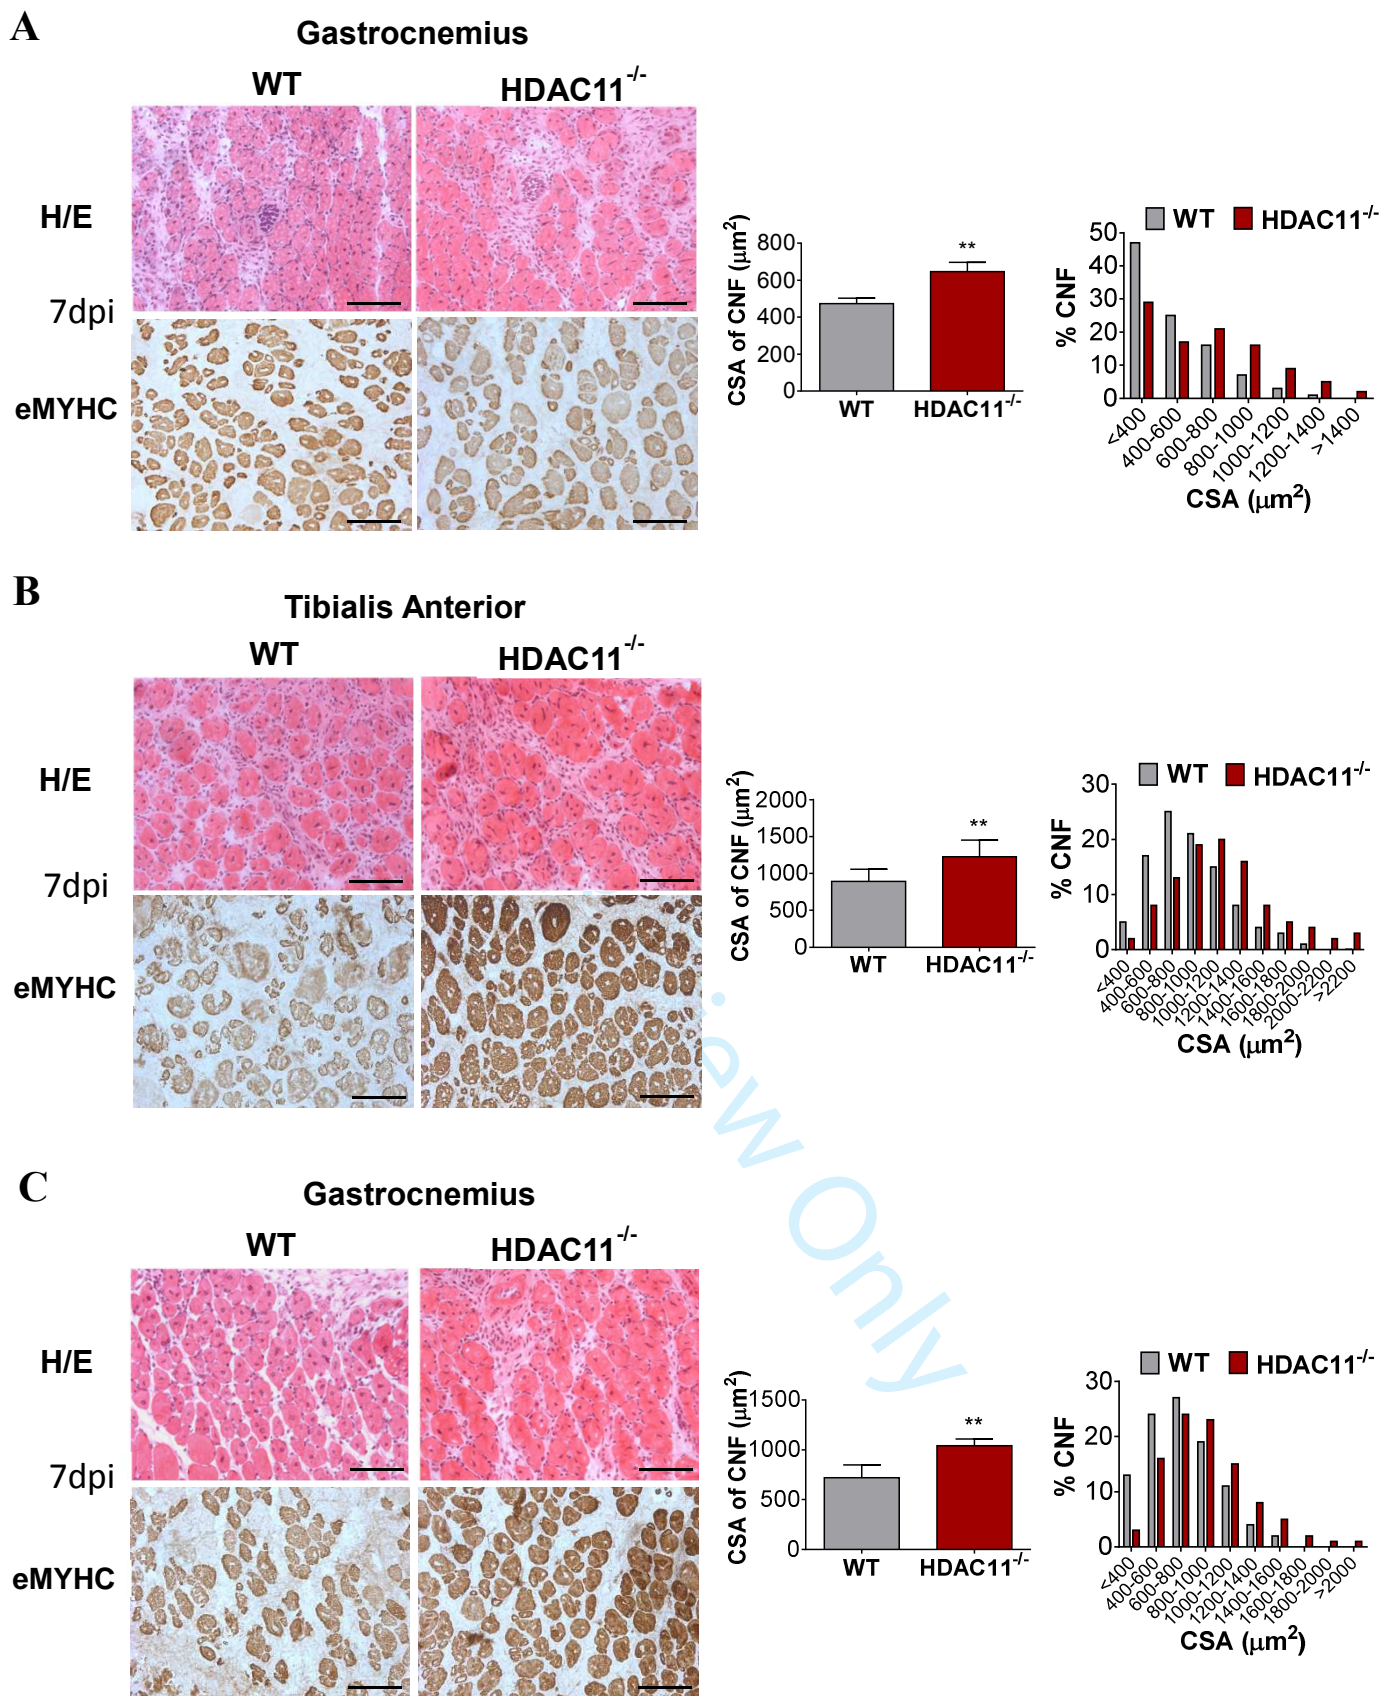 A
Gastrocnemius
WT
HDAC11-/-
H/E
7dpi
eMYHC
CSA of CNF (μm2)
800
600
400
200
0
**
WT
HDAC11-/-
WT
HDAC11-/-
% CNF
50
40
30
20
10
0
<400
400-600
600-800
800-1000
1000-1200
1200-1400
>1400
CSA (μm2)
B
Tibialis Anterior
WT
HDAC11-/-
H/E
7dpi
eMYHC
CSA of CNF (μm2)
2000
1500
1000
500
0
**
WT
HDAC11-/-
WT
HDAC11-/-
% CNF
30
20
10
0
<400
400-600
600-800
800-1000
1000-1200
1200-1400
1400-1600
1600-1800
1800-2000
2000-2200
>2200
CSA (μm2)
C
Gastrocnemius
WT
HDAC11-/-
H/E
7dpi
eMYHC
CSA of CNF (μm2)
1500
1000
500
0
**
WT
HDAC11-/-
WT
HDAC11-/-
% CNF
30
20
10
0
<400
400-600
600-800
800-1000
1000-1200
1200-1400
1400-1600
1600-1800
1800-2000
>2000
CSA (μm2)
Only